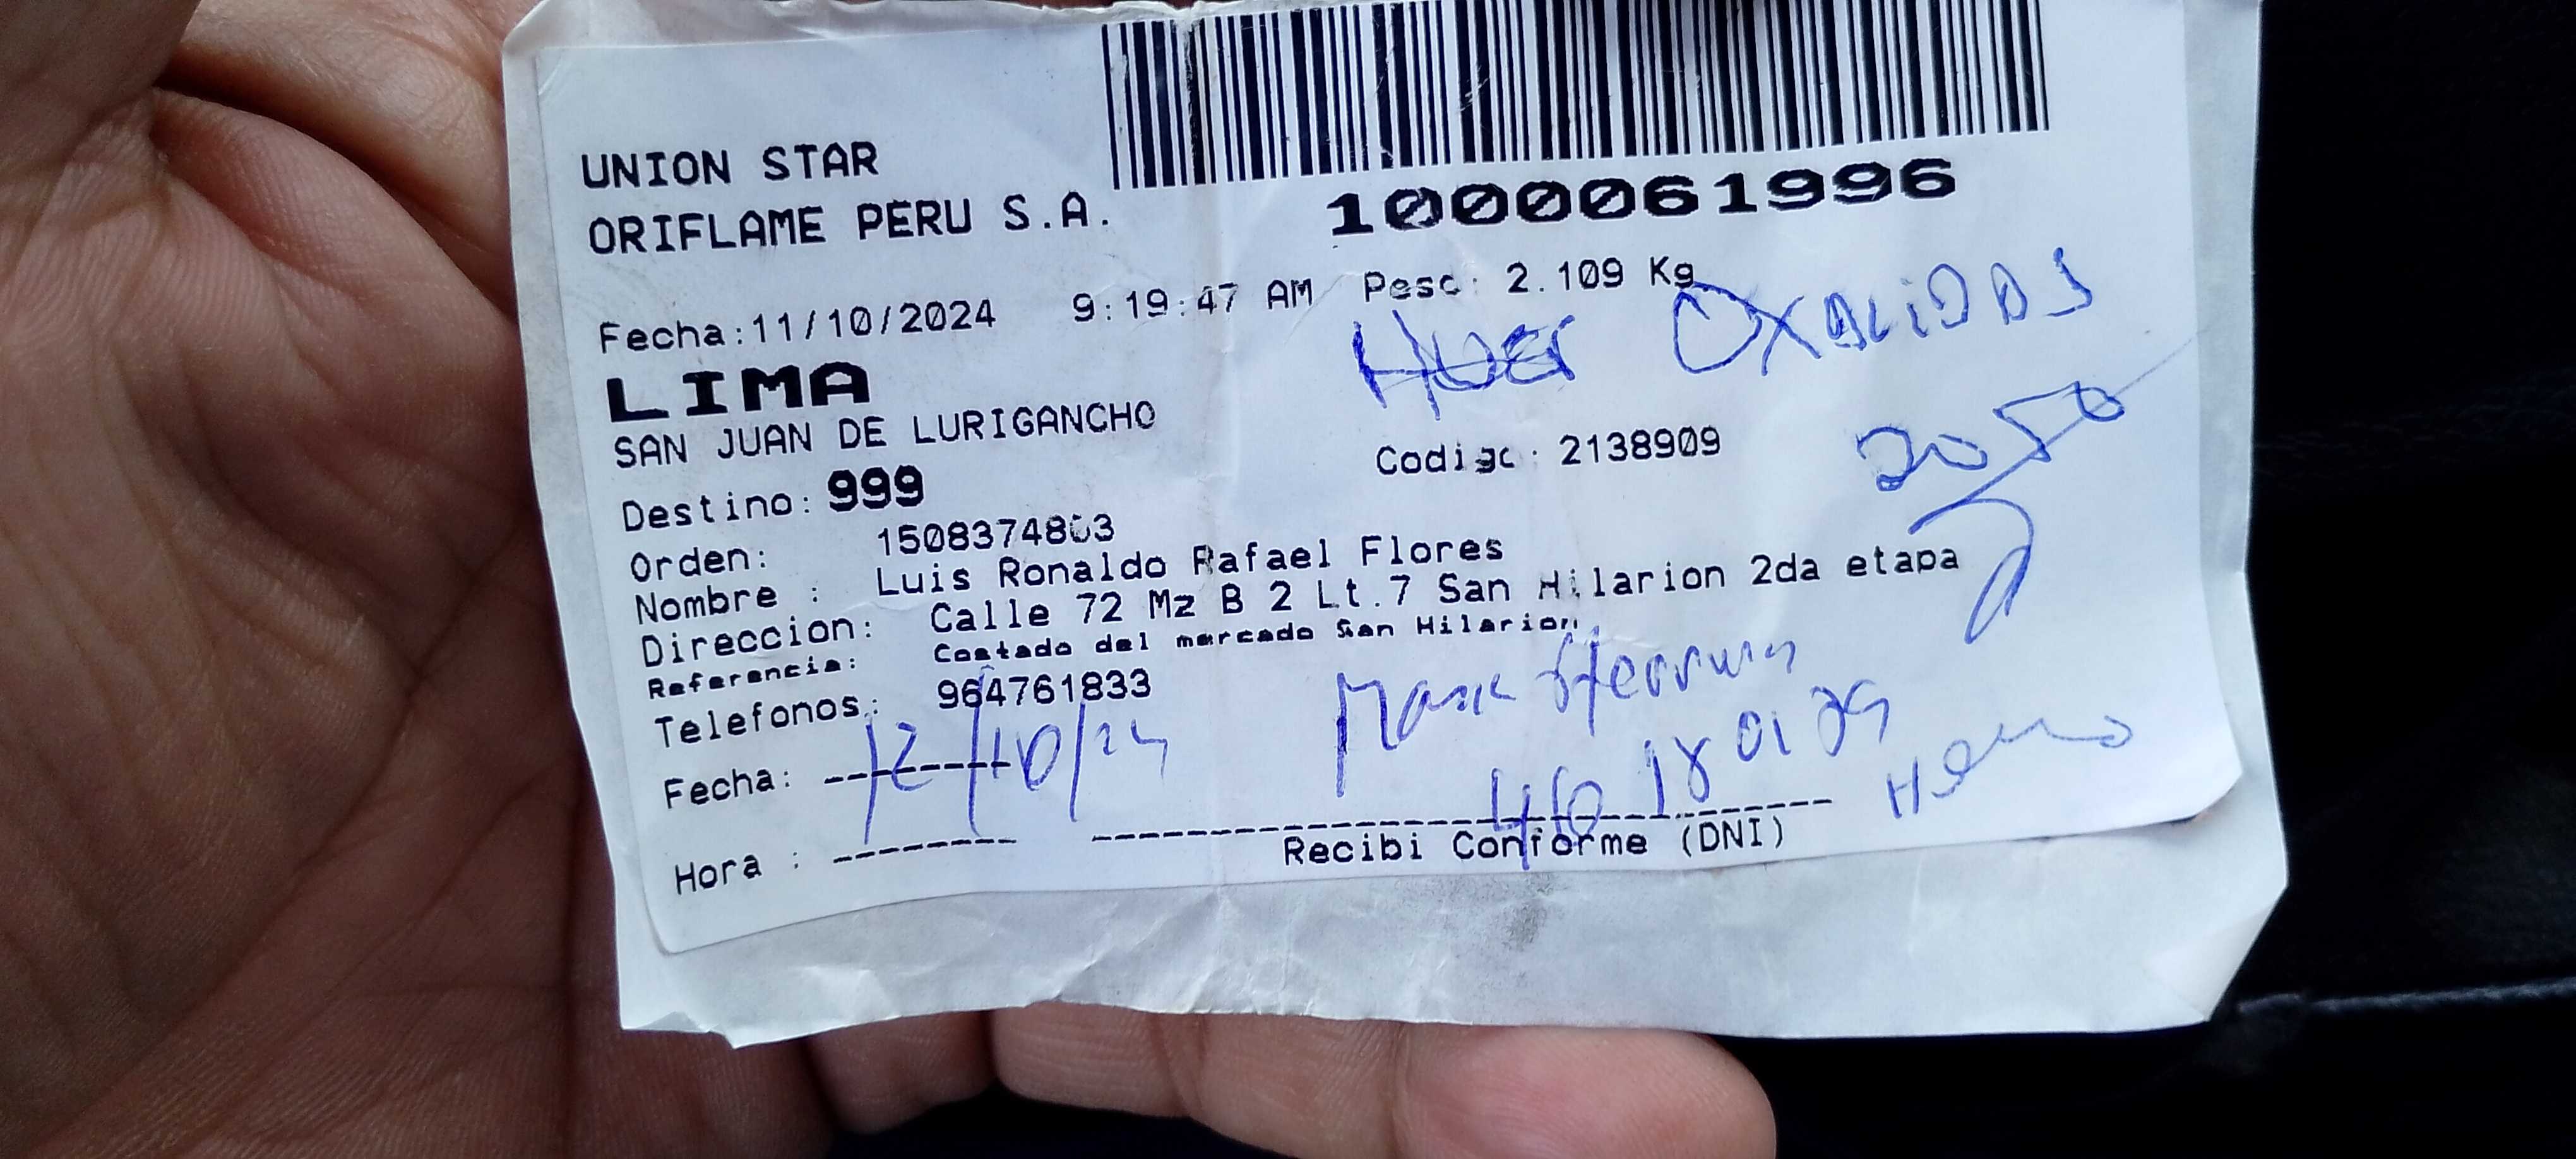 UNION STAR
ORIFLAME PERU S.A.
1000061996
Fecha:11/10/2024 9:19:47 AM Peso: 2.109 Kg
OXALIDAS
LIMA
SAN JUAN DE LURIGANCHO
Destino: 999
Codigo: 2138909
2050
Orden: 1508374803
Nombre : Luis Ronaldo Rafael Flores
Direccion: Calle 72 Mz B 2 Lt.7 San Hilarion 2da etapa
Referencia: Costado del mercado San Hilarion
Telefonos: 964761833
Fecha: 12/10/24
Hora :
Recibi Conforme (DNI)